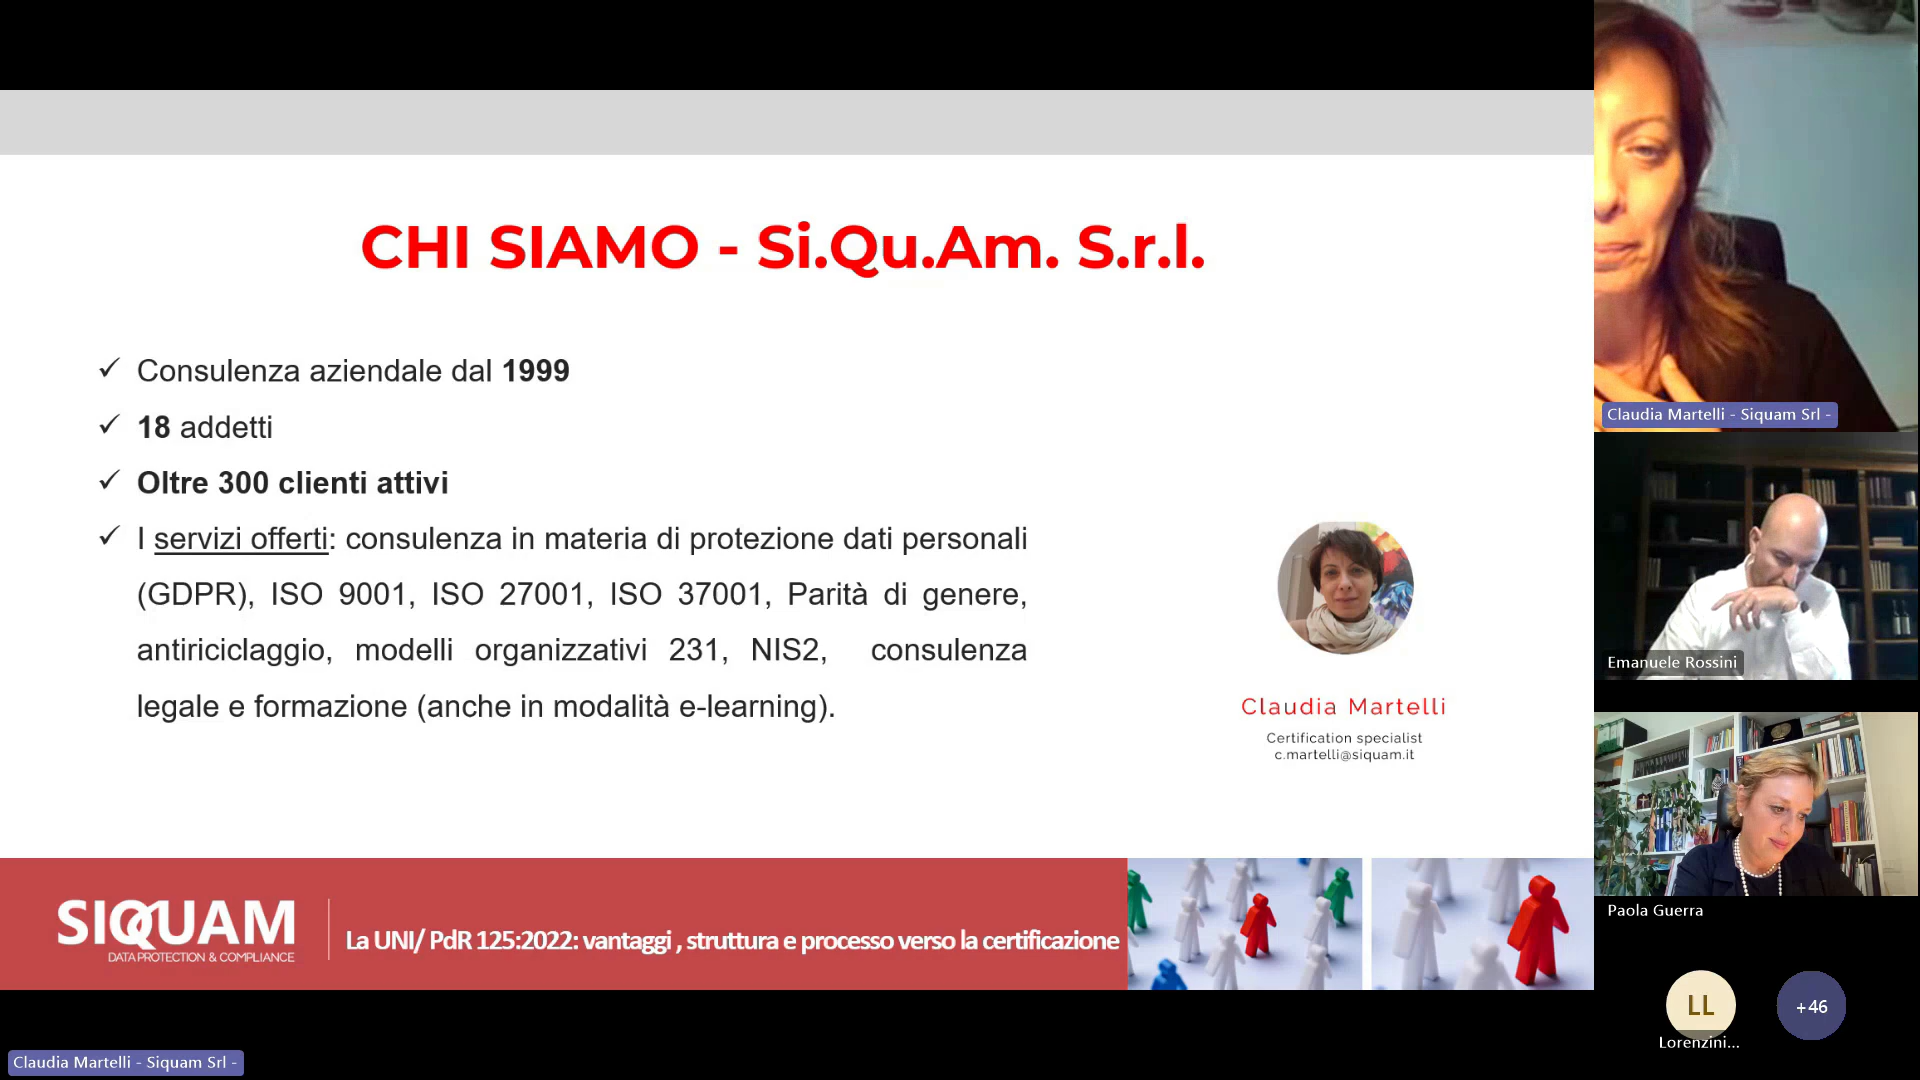 CHI SIAMO - Si.Qu.Am. S.r.l.
Consulenza aziendale dal 1999
18 addetti
Oltre 300 clienti attivi
I servizi offerti: consulenza in materia di protezione dati personali
(GDPR), ISO 9001, ISO 27001, ISO 37001, Parità di genere,
antiriciclaggio, modelli organizzativi 231, NIS2, consulenza
legale e formazione (anche in modalità e-learning).
Claudia Martelli
Certification specialist
c.martelli@siquam.it
SIQUAM
DATA PROTECTION & COMPLIANCE
La UNI/ PdR 125:2022: vantaggi , struttura e processo verso la certificazione
Claudia Martelli - Siquam Srl -
Emanuele Rossini
Paola Guerra
LL
Lorenzini...
+46
Claudia Martelli - Siquam Srl -